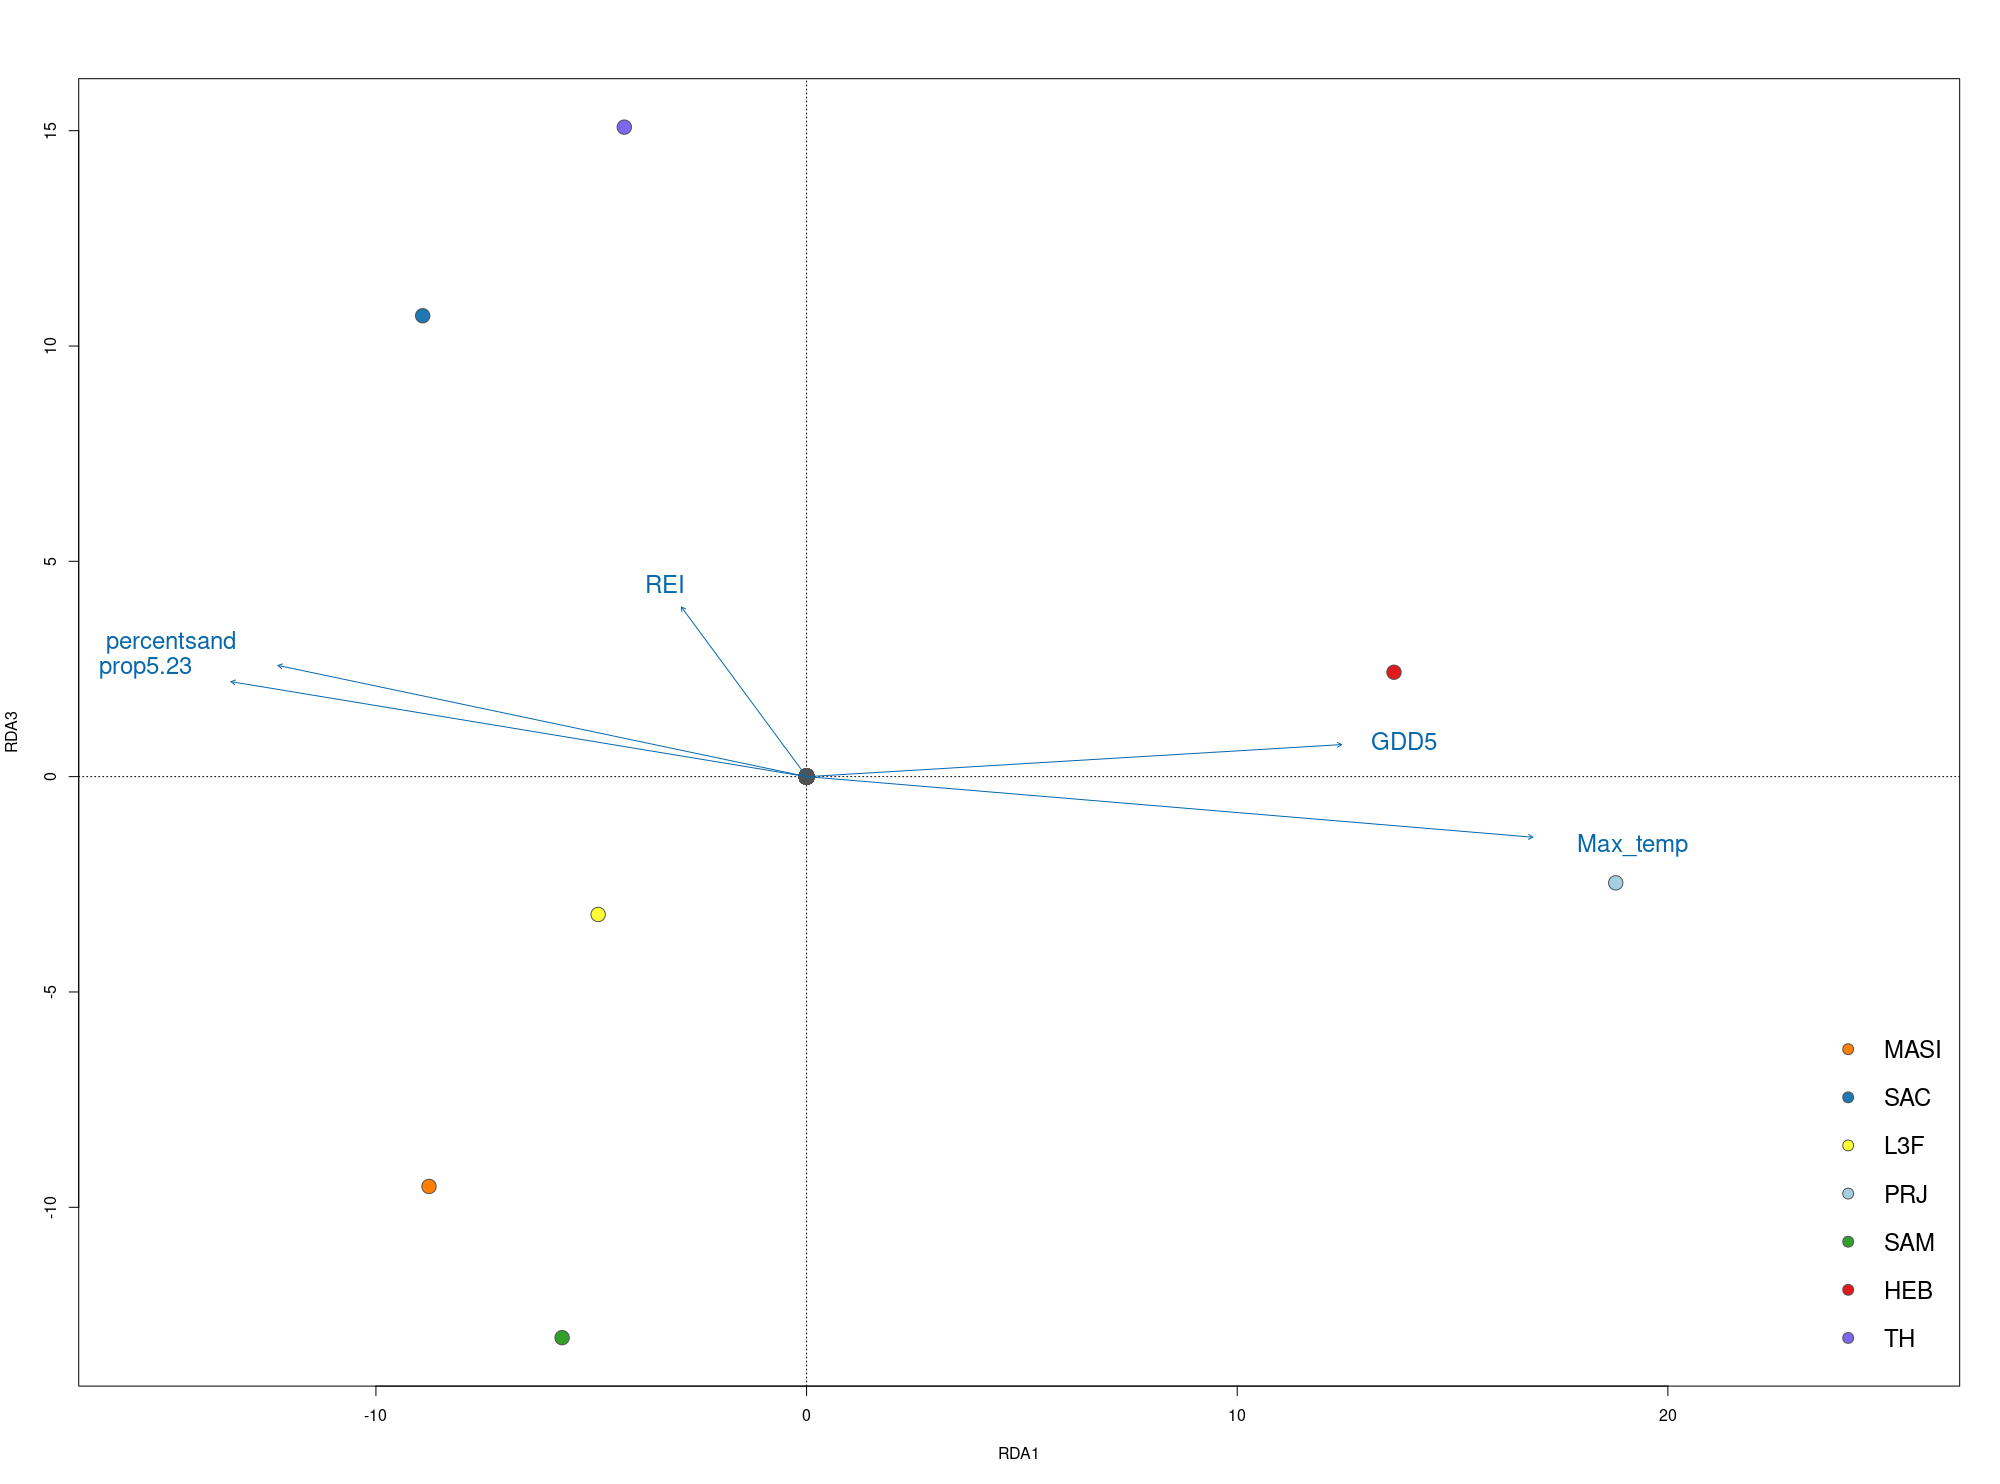 15
10
5
0
-5
-10
RDA3
REI
percentsand
prop5.23
GDD5
Max_temp
MASI
SAC
L3F
PRJ
SAM
HEB
TH
-10 0 10 20
RDA1